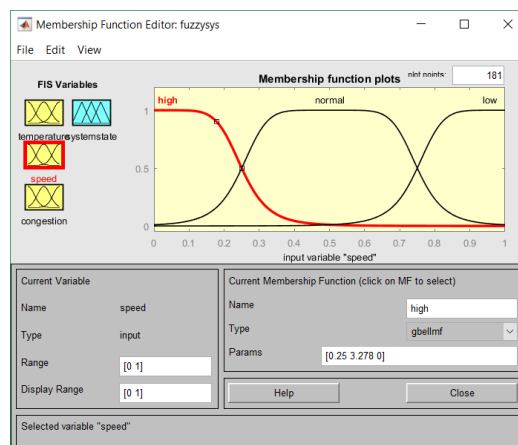 Membership Function Editor: fuzzysys
File Edit View
FIS Variables
Membership function plots
plot points:
181
temperature
systemstate
speed
congestion
high
normal
low
1
0.5
0
0 0.1 0.2 0.3 0.4 0.5 0.6 0.7 0.8 0.9 1
input variable "speed"
Current Variable
Name speed
Type input
Range [0 1]
Display Range [0 1]
Current Membership Function (click on MF to select)
Name high
Type gbellmf
Params [0.25 3.278 0]
Help Close
Selected variable "speed"